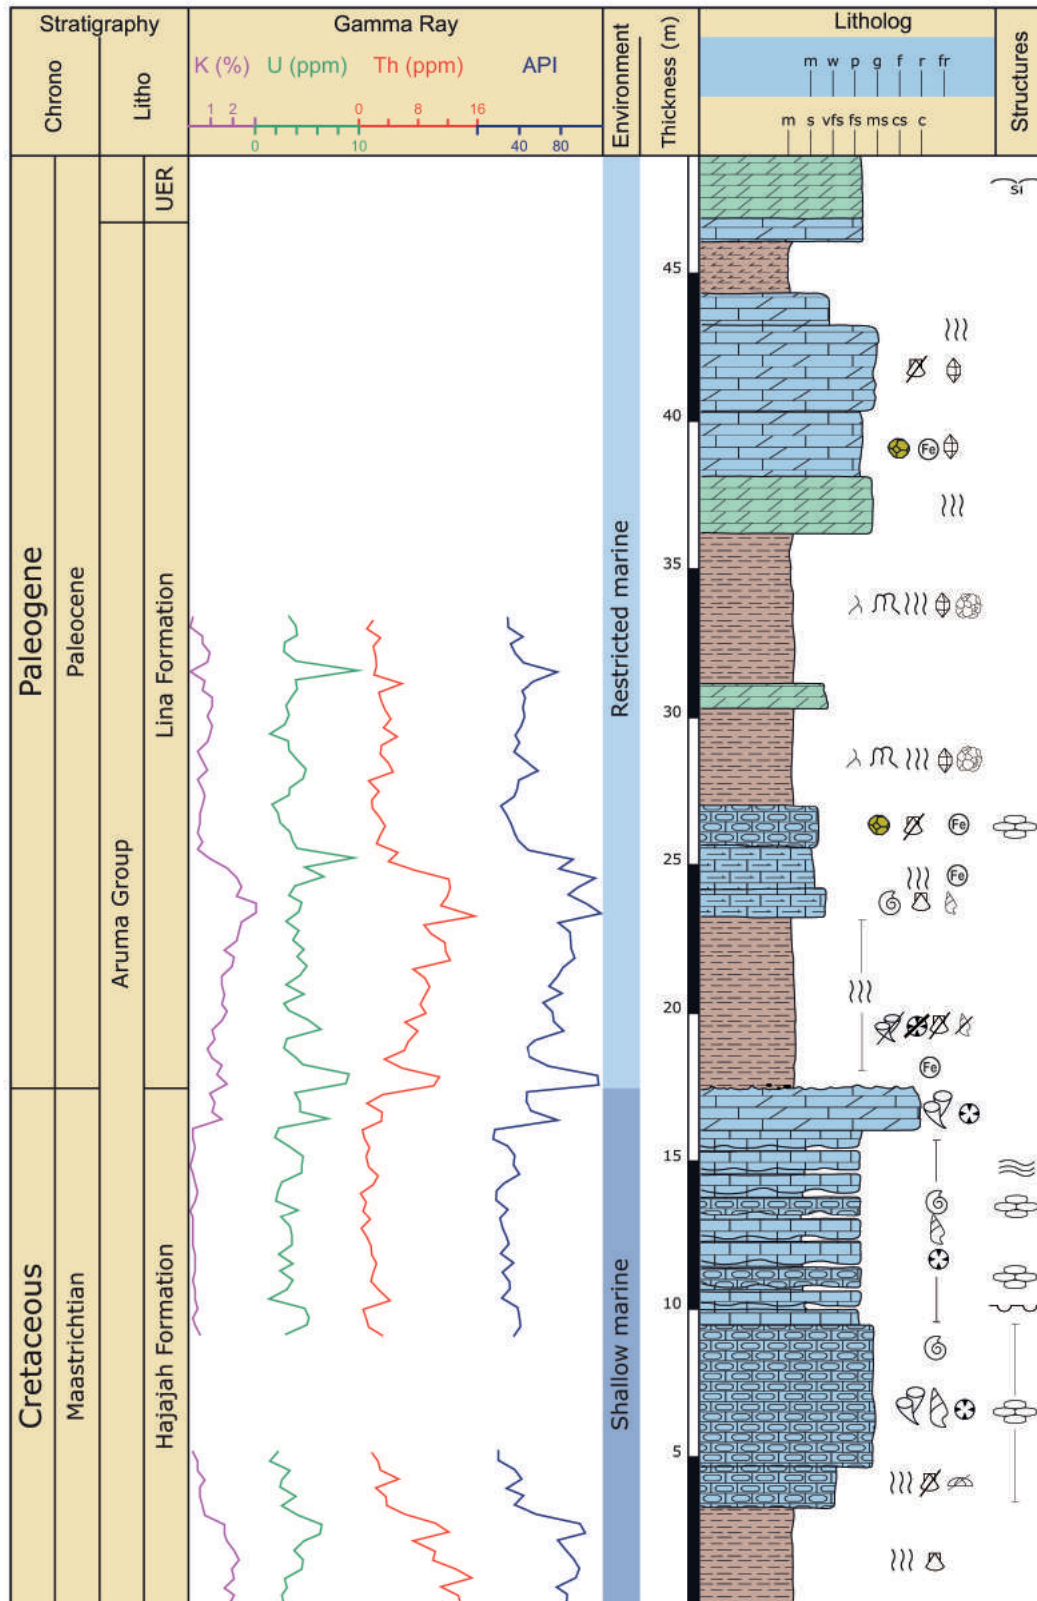 Stratigraphy
Gamma Ray
Environment
Thickness (m)
Litholog
Structures
Chrono
Litho
K (%)
U (ppm)
Th (ppm)
API
m w p g f r fr
m s vfs fs ms cs c
1 2
0 8 16
0 10
40 80
Paleogene
Paleocene
Aruma Group
UER
Lina Formation
Restricted marine
Cretaceous
Maastrichtian
Hajajah Formation
Shallow marine
45
40
35
30
25
20
15
10
5
si
Fe
Fe
Fe
Fe